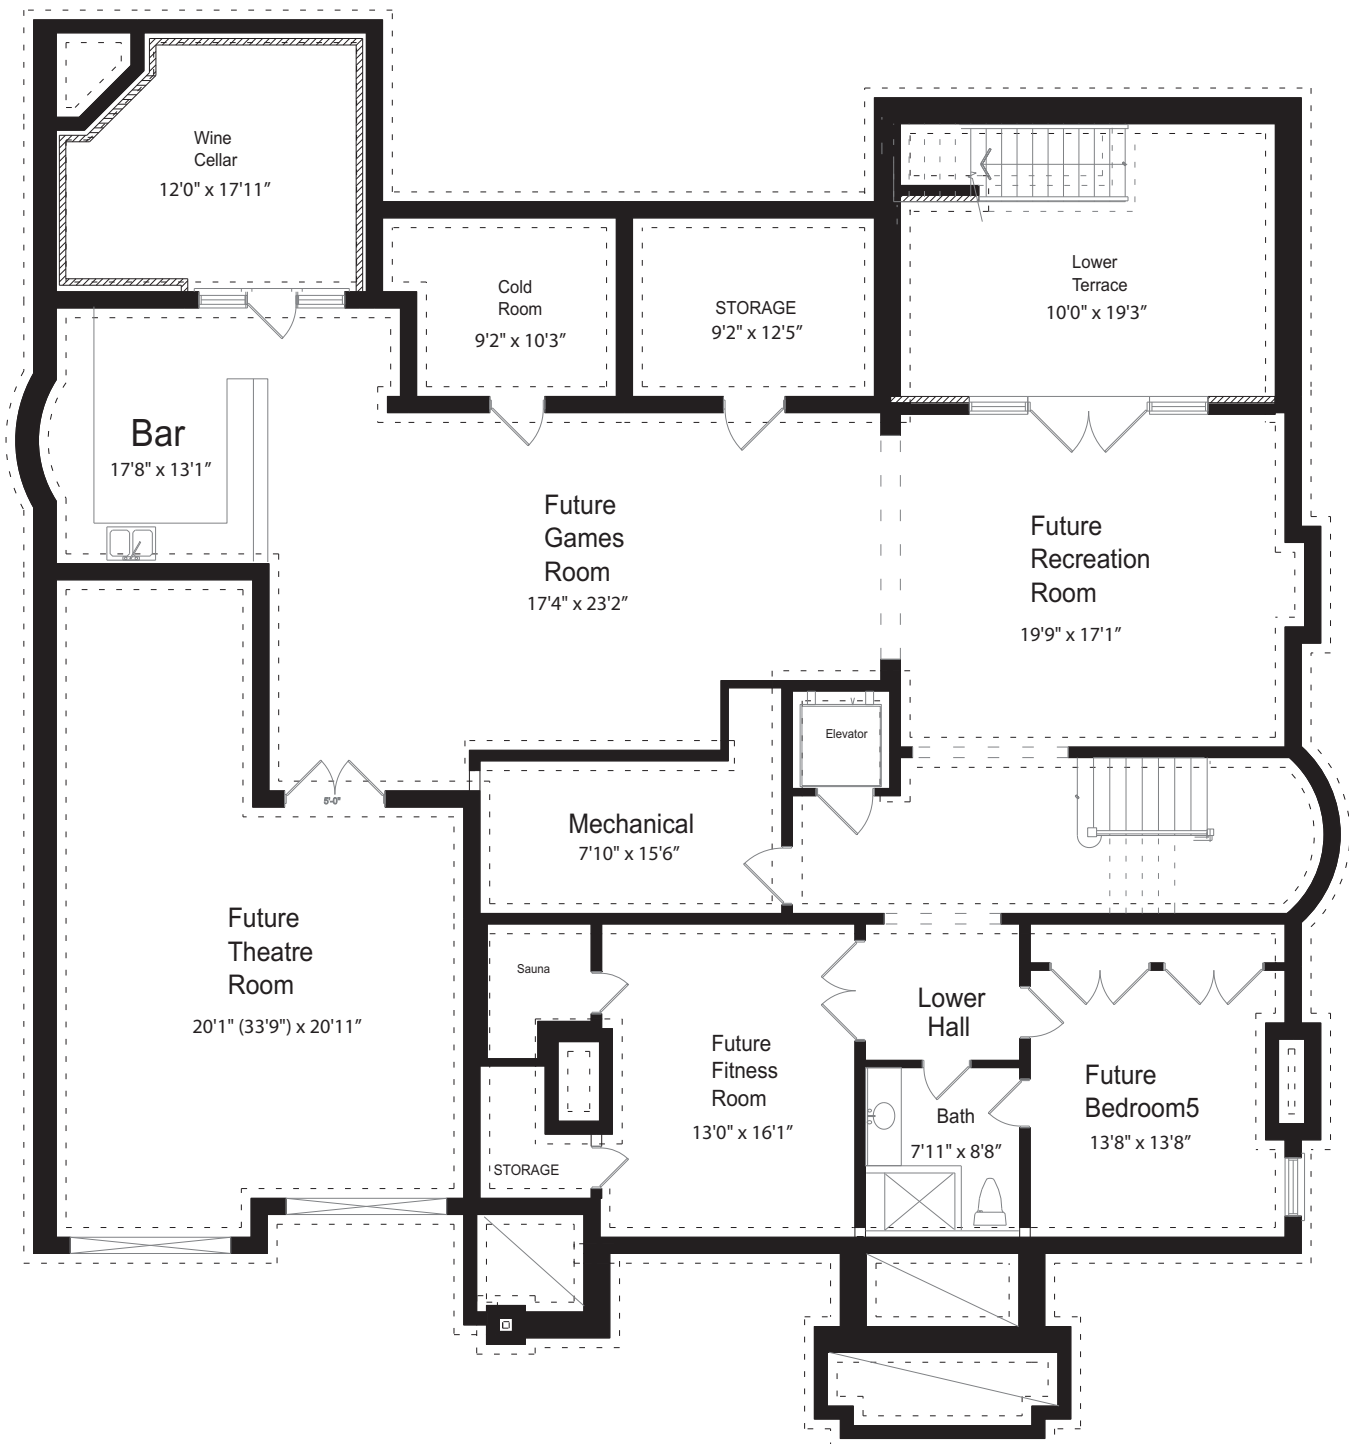 Wine
Cellar
12'0" x 17'11"
Cold
Room
9'2" x 10'3"
STORAGE
9'2" x 12'5"
Lower
Terrace
10'0" x 19'3"
Bar
17'8" x 13'1"
Future
Games
Room
17'4" x 23'2"
Future
Recreation
Room
19'9" x 17'1"
Elevator
5'-0"
Mechanical
7'10" x 15'6"
Future
Theatre
Room
20'1" (33'9") x 20'11"
Sauna
Lower
Hall
Future
Fitness
Room
13'0" x 16'1"
Future
Bedroom5
13'8" x 13'8"
Bath
7'11" x 8'8"
STORAGE